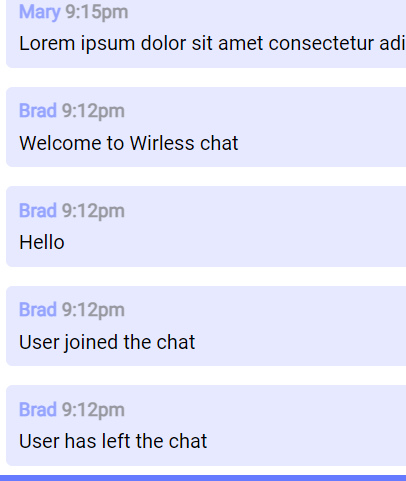 Mary 9:15pm
Lorem ipsum dolor sit amet consectetur adi
Brad 9:12pm
Welcome to Wirless chat
Brad 9:12pm
Hello
Brad 9:12pm
User joined the chat
Brad 9:12pm
User has left the chat